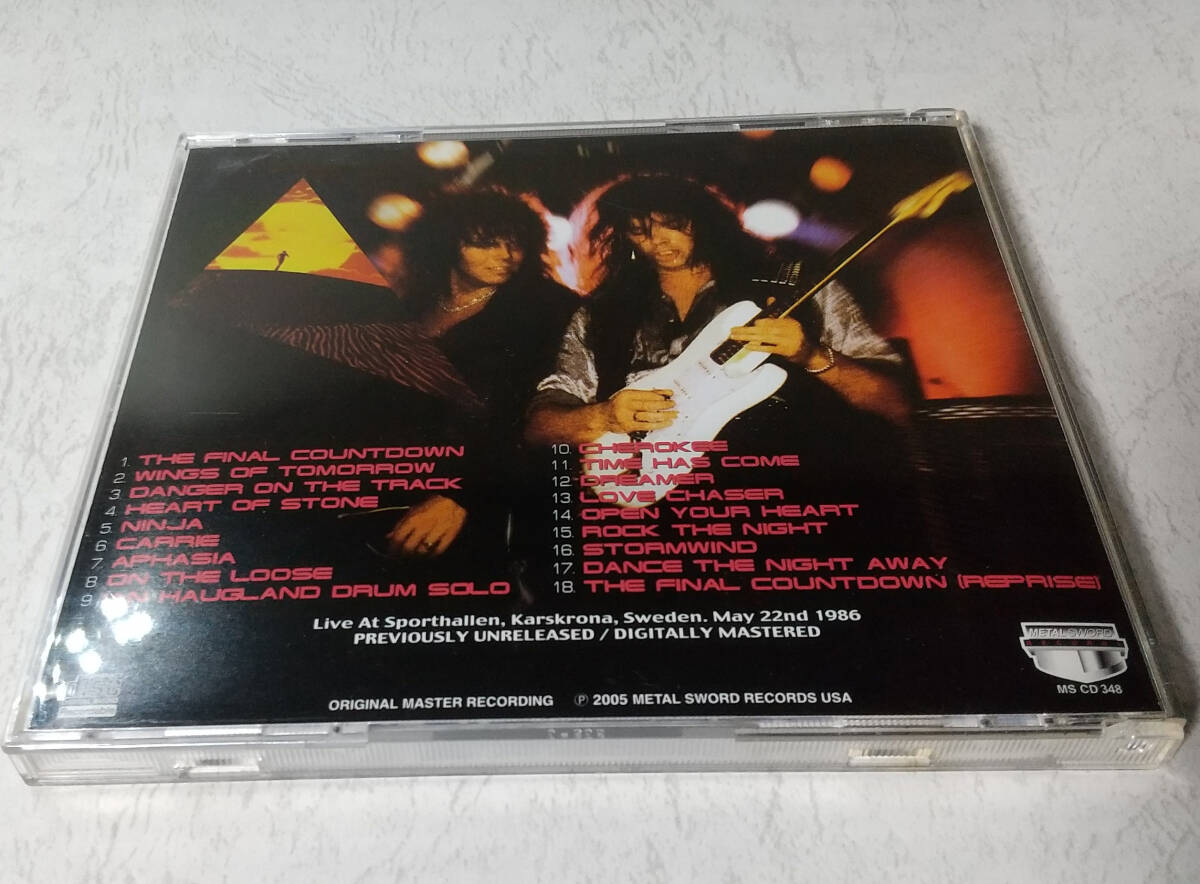 1. THE FINAL COUNTDOWN
2. WINGS OF TOMORROW
3. DANGER ON THE TRACK
4. HEART OF STONE
5. NINJA
6. CARRIE
7. APHASIA
8. ON THE LOOSE
9. HAUGLAND DRUM SOLO
10. CHEROKEE
11. TIME HAS COME
12. DREAMER
13. LOVE CHASER
14. OPEN YOUR HEART
15. ROCK THE NIGHT
16. STORMWIND
17. DANCE THE NIGHT AWAY
18. THE FINAL COUNTDOWN (REPRISE)
Live At Sporthallen, Karskrona, Sweden. May 22nd 1986
PREVIOUSLY UNRELEASED / DIGITALLY MASTERED
METAL SWORD
RECORDS
MS CD 348
ORIGINAL MASTER RECORDING ℗ 2005 METAL SWORD RECORDS USA